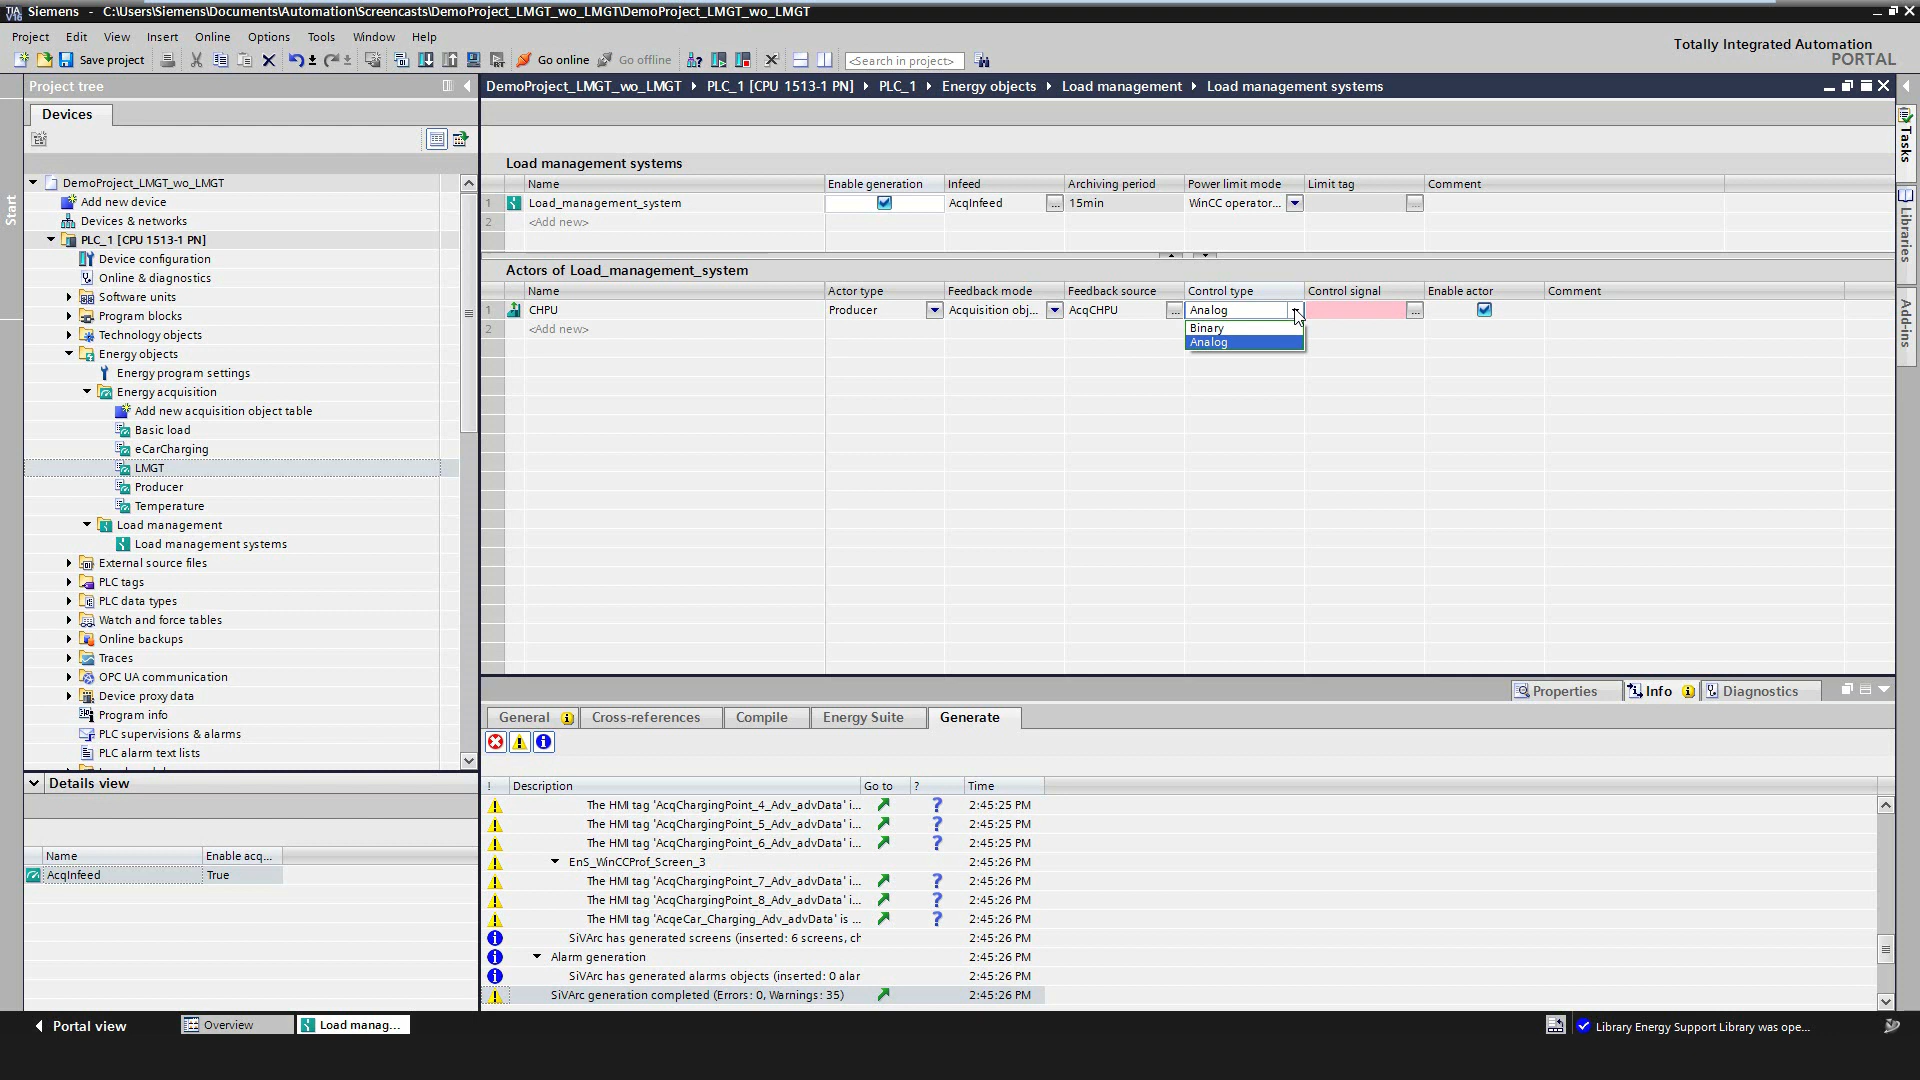 TIA V16 Siemens - C:\Users\Siemens\Documents\Automation\Screencasts\DemoProject_LMGT_wo_LMGT\DemoProject_LMGT_wo_LMGT
Project Edit View Insert Online Options Tools Window Help
Totally Integrated Automation
PORTAL
Save project Go online Go offline <Search in project>
Project tree
DemoProject_LMGT_wo_LMGT PLC_1 [CPU 1513-1 PN] PLC_1 Energy objects Load management Load management systems
Devices
Start
DemoProject_LMGT_wo_LMGT
Add new device
Devices & networks
PLC_1 [CPU 1513-1 PN]
Device configuration
Online & diagnostics
Software units
Program blocks
Technology objects
Energy objects
Energy program settings
Energy acquisition
Add new acquisition object table
Basic load
eCarCharging
LMGT
Producer
Temperature
Load management
Load management systems
External source files
PLC tags
PLC data types
Watch and force tables
Online backups
Traces
OPC UA communication
Device proxy data
Program info
PLC supervisions & alarms
PLC alarm text lists
Details view
Name Enable acq...
AcqInfeed True
Load management systems
Name Enable generation Infeed Archiving period Power limit mode Limit tag Comment
1 Load_management_system AcqInfeed ... 15min WinCC operator... ...
2 <Add new>
Actors of Load_management_system
Name Actor type Feedback mode Feedback source Control type Control signal Enable actor Comment
1 CHPU Producer Acquisition obj... AcqCHPU ... Analog ...
2 <Add new>
Binary
Analog
Properties Info Diagnostics
General Cross-references Compile Energy Suite Generate
! Description Go to ? Time
The HMI tag 'AcqChargingPoint_4_Adv_advData' i... ? 2:45:25 PM
The HMI tag 'AcqChargingPoint_5_Adv_advData' i... ? 2:45:25 PM
The HMI tag 'AcqChargingPoint_6_Adv_advData' i... ? 2:45:25 PM
EnS_WinCCProf_Screen_3 2:45:26 PM
The HMI tag 'AcqChargingPoint_7_Adv_advData' i... ? 2:45:26 PM
The HMI tag 'AcqChargingPoint_8_Adv_advData' i... ? 2:45:26 PM
The HMI tag 'AcqeCar_Charging_Adv_advData' is ... ? 2:45:26 PM
SiVArc has generated screens (inserted: 6 screens, ch 2:45:26 PM
Alarm generation 2:45:26 PM
SiVArc has generated alarms objects (inserted: 0 alar 2:45:26 PM
SiVArc generation completed (Errors: 0, Warnings: 35) 2:45:26 PM
Tasks
Libraries
Add-ins
Portal view Overview Load manag... Library Energy Support Library was ope...